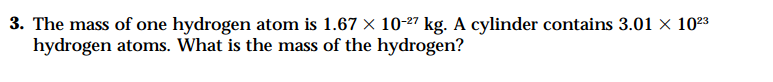 3. The mass of one hydrogen atom is 1.67 × 10⁻²⁷ kg. A cylinder contains 3.01 × 10²³
hydrogen atoms. What is the mass of the hydrogen?